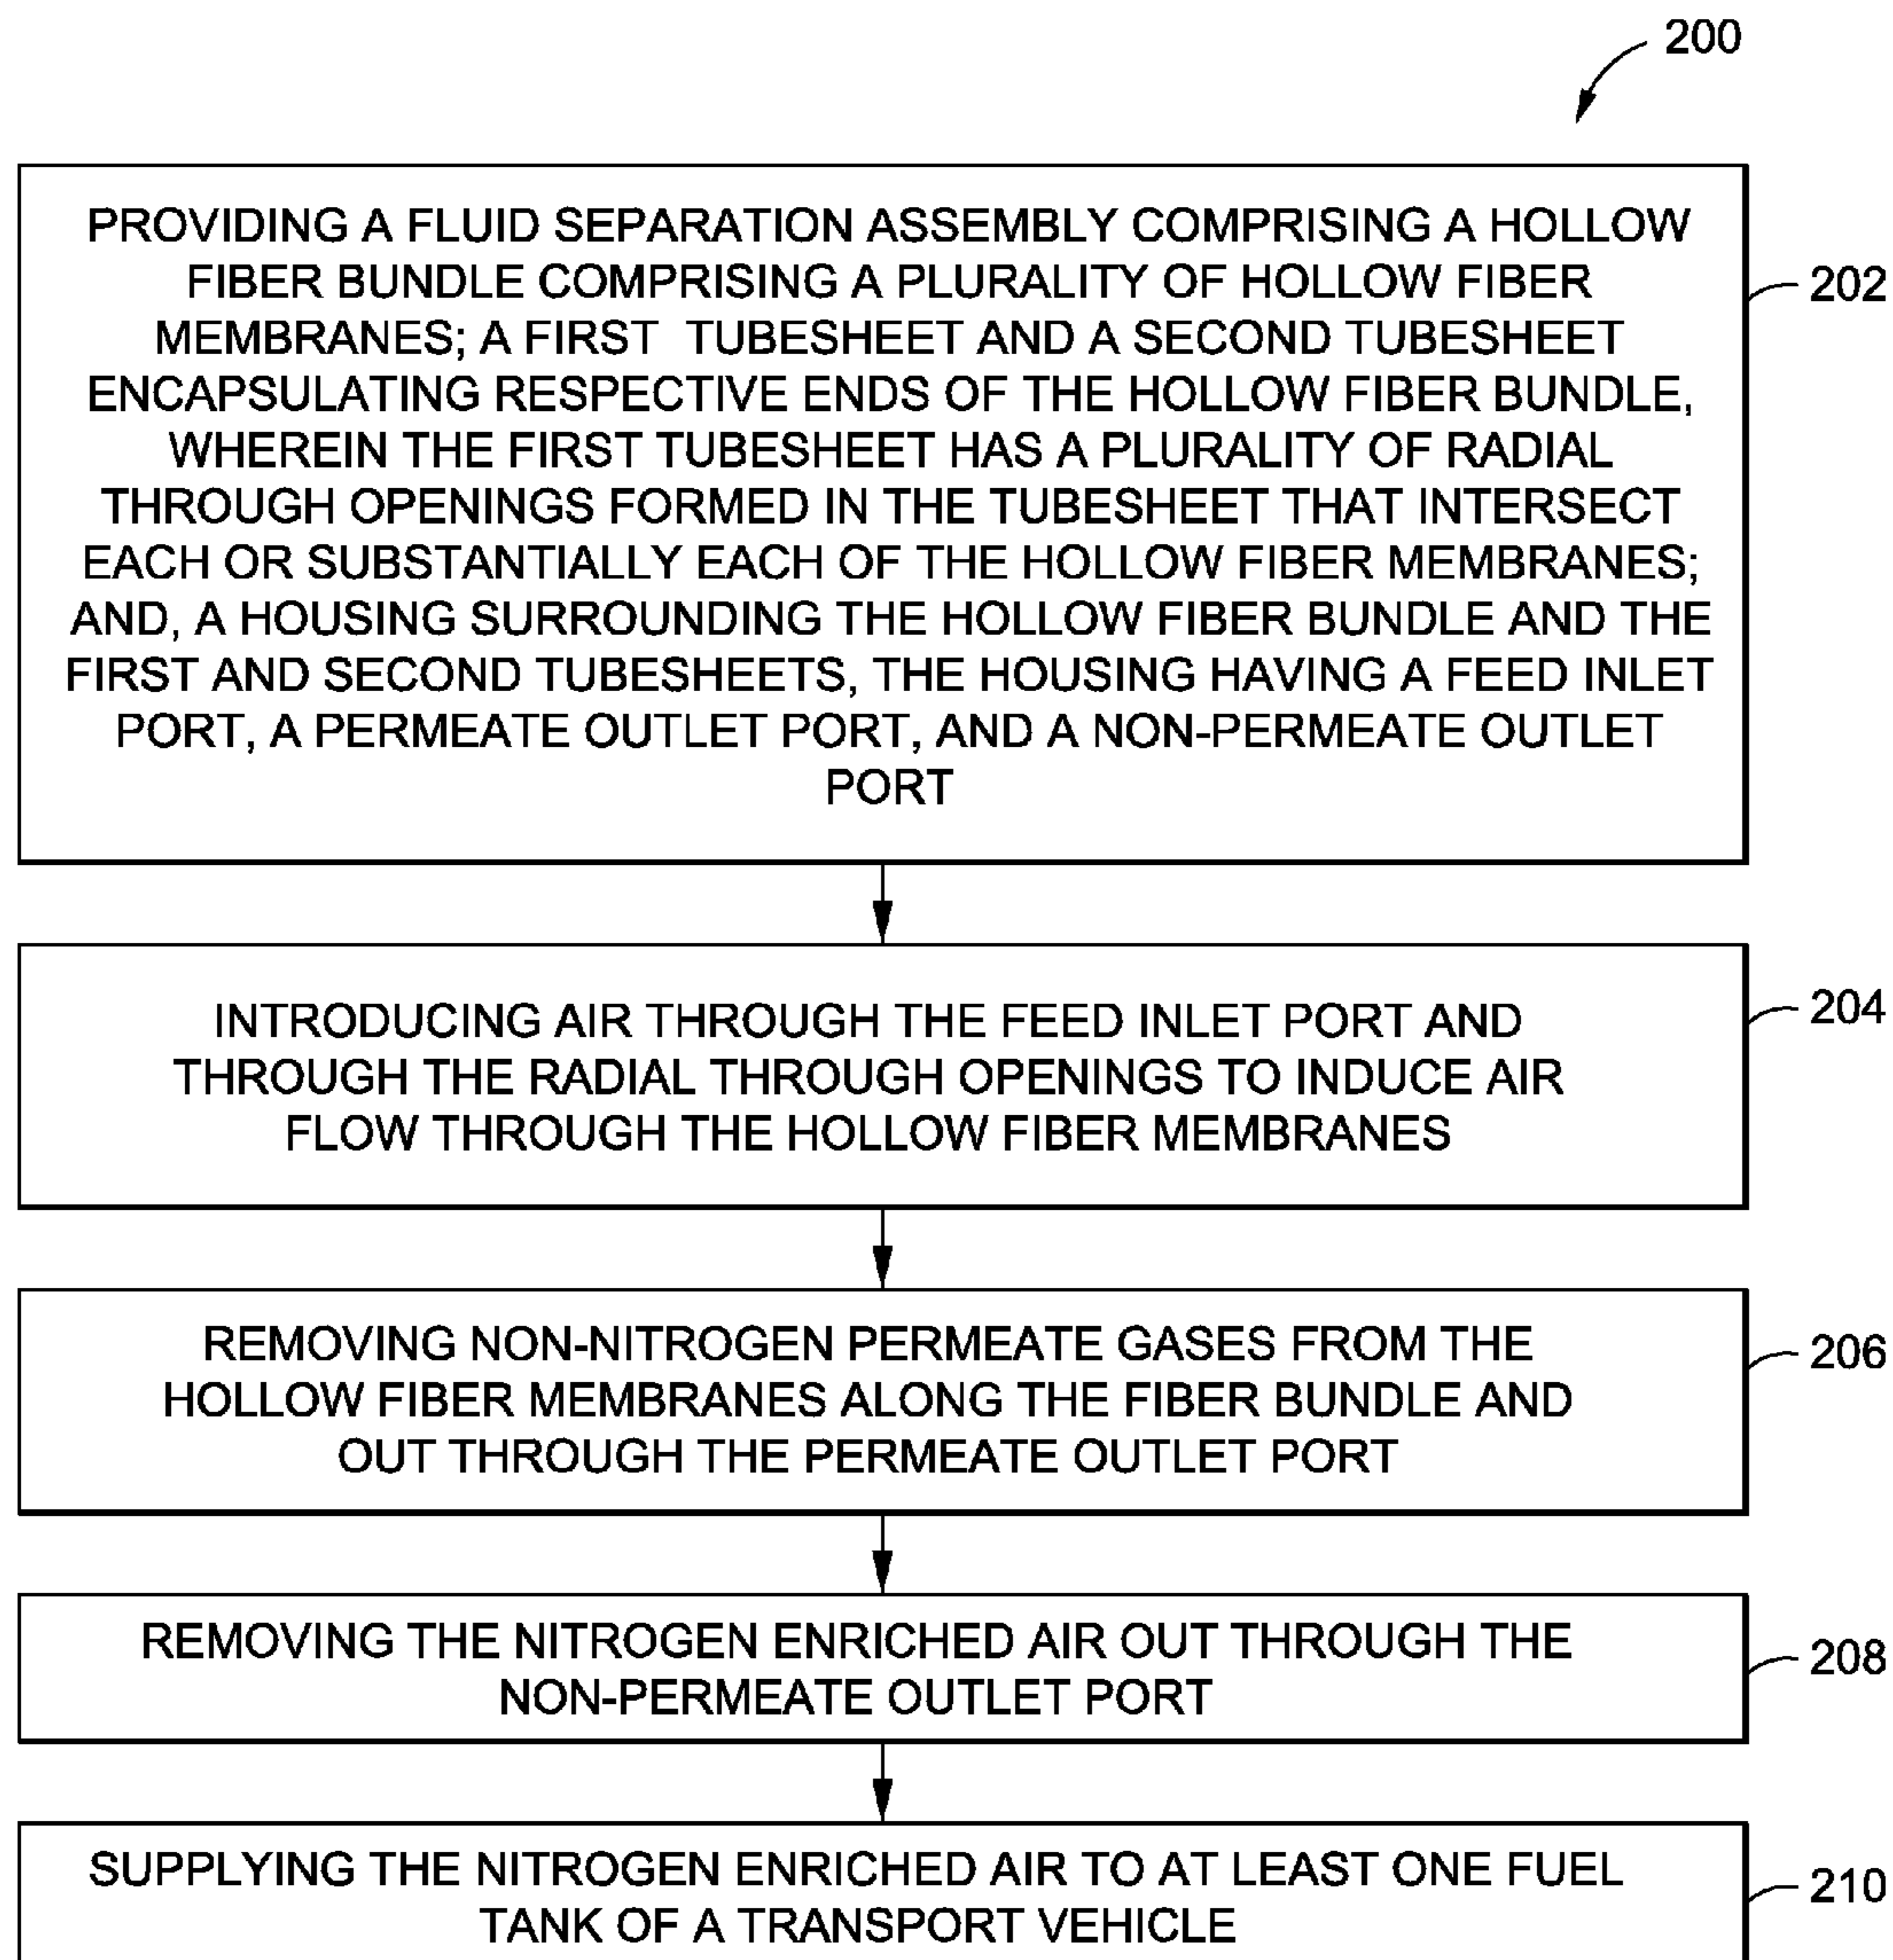 200
PROVIDING A FLUID SEPARATION ASSEMBLY COMPRISING A HOLLOW
FIBER BUNDLE COMPRISING A PLURALITY OF HOLLOW FIBER
MEMBRANES; A FIRST TUBESHEET AND A SECOND TUBESHEET
ENCAPSULATING RESPECTIVE ENDS OF THE HOLLOW FIBER BUNDLE,
WHEREIN THE FIRST TUBESHEET HAS A PLURALITY OF RADIAL
THROUGH OPENINGS FORMED IN THE TUBESHEET THAT INTERSECT
EACH OR SUBSTANTIALLY EACH OF THE HOLLOW FIBER MEMBRANES;
AND, A HOUSING SURROUNDING THE HOLLOW FIBER BUNDLE AND THE
FIRST AND SECOND TUBESHEETS, THE HOUSING HAVING A FEED INLET
PORT, A PERMEATE OUTLET PORT, AND A NON-PERMEATE OUTLET
PORT
202
INTRODUCING AIR THROUGH THE FEED INLET PORT AND
THROUGH THE RADIAL THROUGH OPENINGS TO INDUCE AIR
FLOW THROUGH THE HOLLOW FIBER MEMBRANES
204
REMOVING NON-NITROGEN PERMEATE GASES FROM THE
HOLLOW FIBER MEMBRANES ALONG THE FIBER BUNDLE AND
OUT THROUGH THE PERMEATE OUTLET PORT
206
REMOVING THE NITROGEN ENRICHED AIR OUT THROUGH THE
NON-PERMEATE OUTLET PORT
208
SUPPLYING THE NITROGEN ENRICHED AIR TO AT LEAST ONE FUEL
TANK OF A TRANSPORT VEHICLE
210